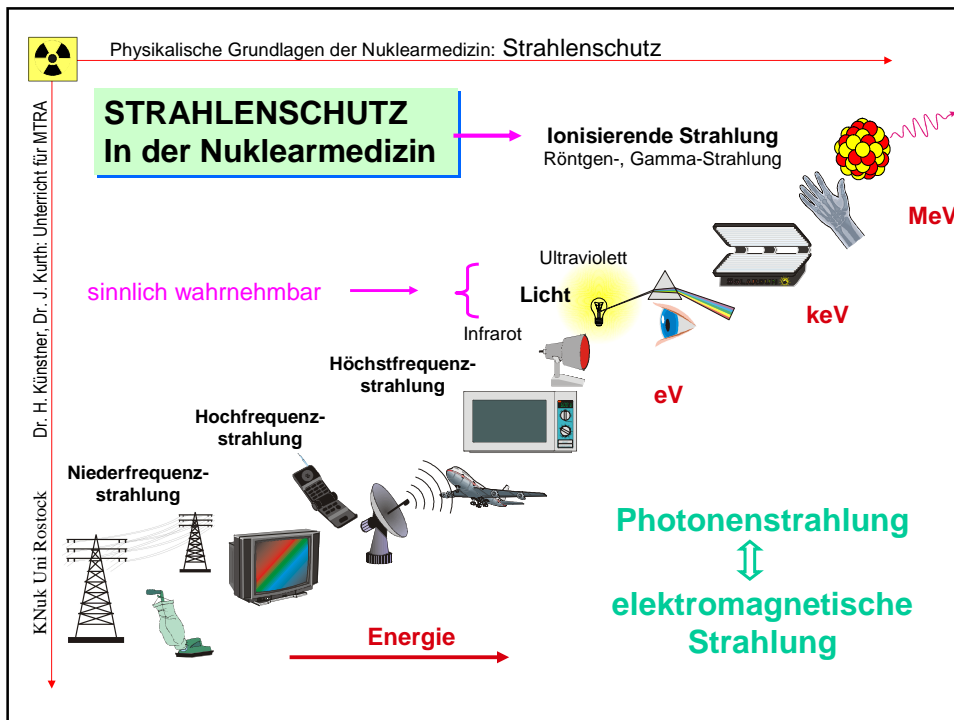 Physikalische Grundlagen der Nuklearmedizin: Strahlenschutz
STRAHLENSCHUTZ
In der Nuklearmedizin
Ionisierende Strahlung
Röntgen-, Gamma-Strahlung
MeV
Ultraviolett
sinnlich wahrnehmbar
Licht
keV
Infrarot
Höchstfrequenz-
strahlung
eV
Hochfrequenz-
strahlung
Niederfrequenz-
strahlung
Photonenstrahlung
elektromagnetische
Strahlung
Energie
KNuk Uni Rostock Dr. H. Künstner, Dr. J. Kurth: Unterricht für MTRA